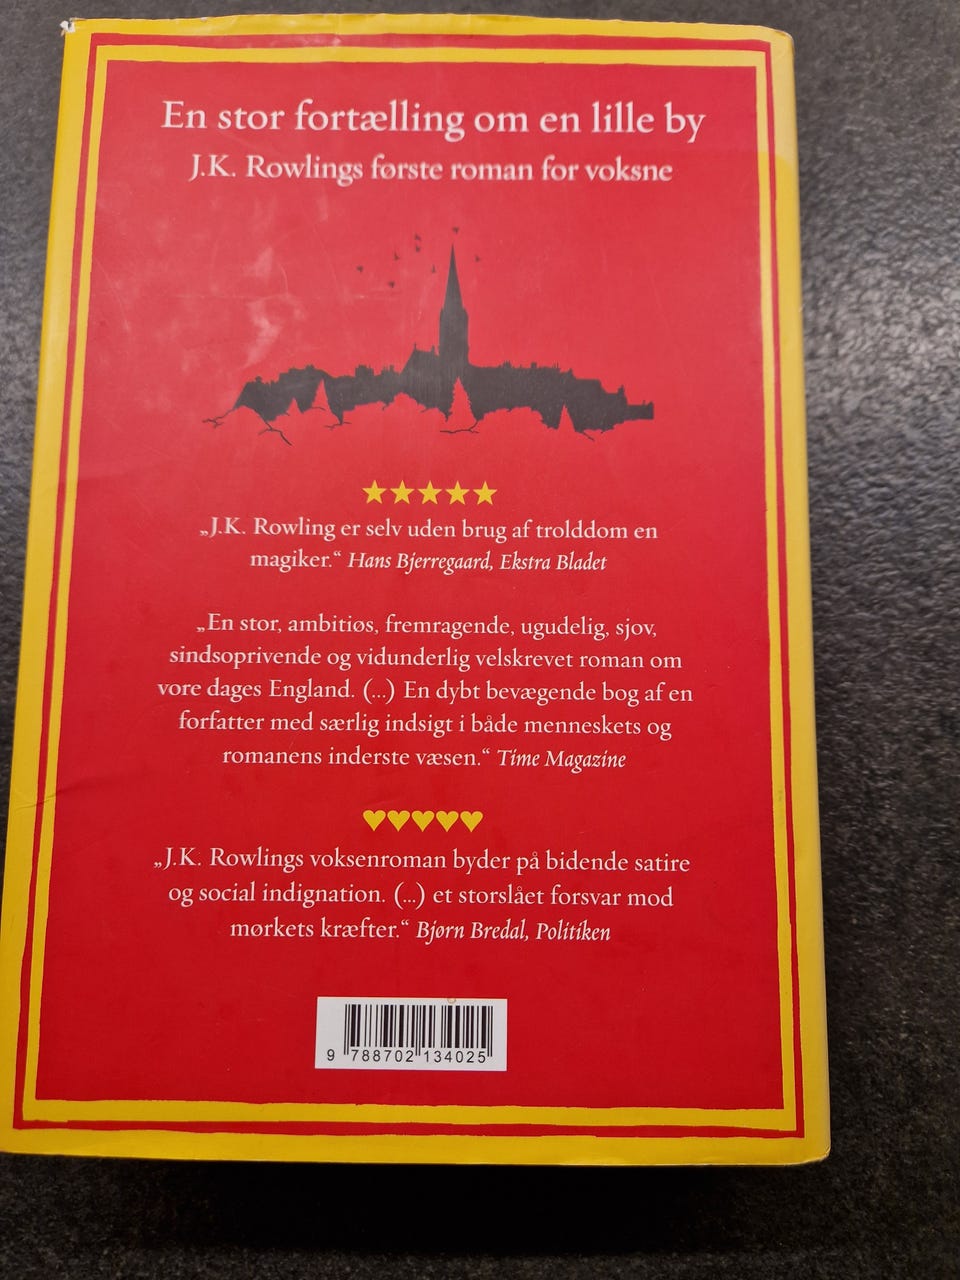 En stor fortælling om en lille by
J.K. Rowlings første roman for voksne
★★★★★
„J.K. Rowling er selv uden brug af trolddom en
magiker.“ Hans Bjerregaard, Ekstra Bladet
„En stor, ambitiøs, fremragende, ugudelig, sjov,
sindsoprivende og vidunderlig velskrevet roman om
vore dages England. (...) En dybt bevægende bog af en
forfatter med særlig indsigt i både menneskets og
romanens inderste væsen.“ Time Magazine
♥♥♥♥♥
„J.K. Rowlings voksenroman byder på bidende satire
og social indignation. (...) et storslået forsvar mod
mørkets kræfter.“ Bjørn Bredal, Politiken
9 788702 134025